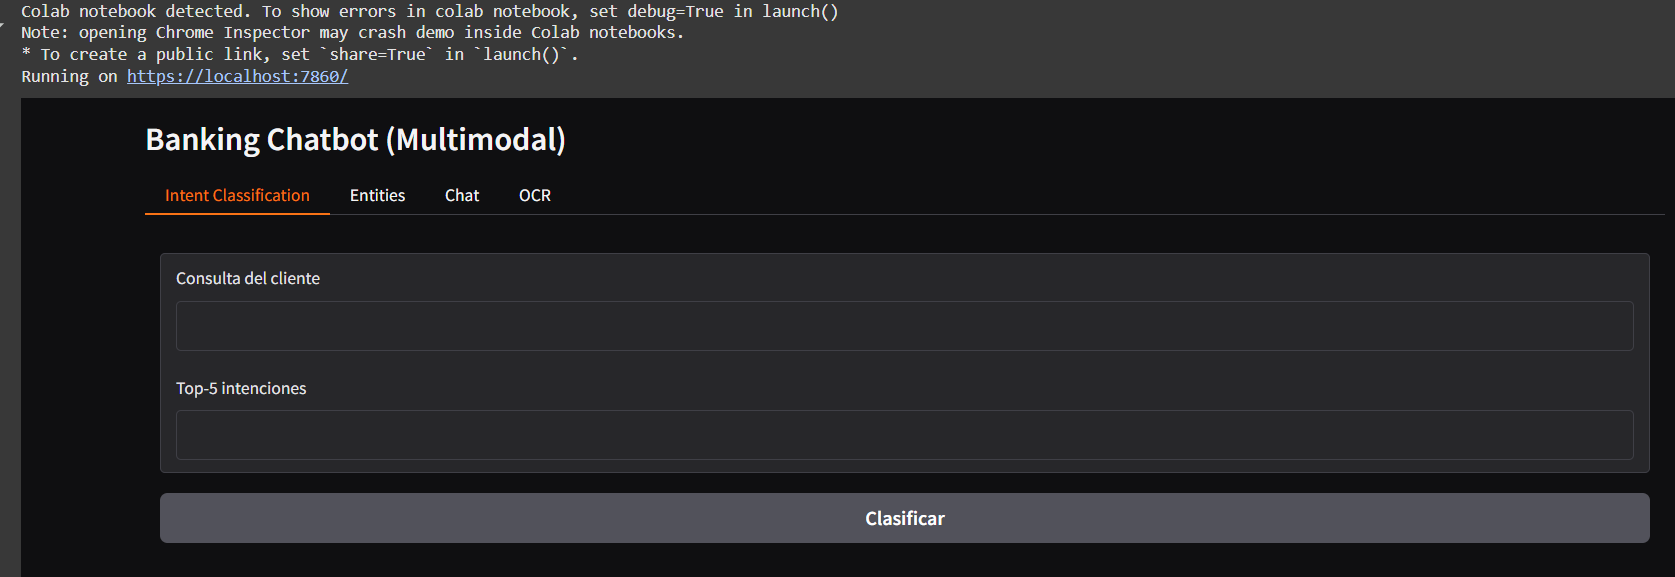 Colab notebook detected. To show errors in colab notebook, set debug=True in launch()
Note: opening Chrome Inspector may crash demo inside Colab notebooks.
* To create a public link, set `share=True` in `launch()`.
Running on https://localhost:7860/
Banking Chatbot (Multimodal)
Intent Classification Entities Chat OCR
Consulta del cliente
Top-5 intenciones
Clasificar